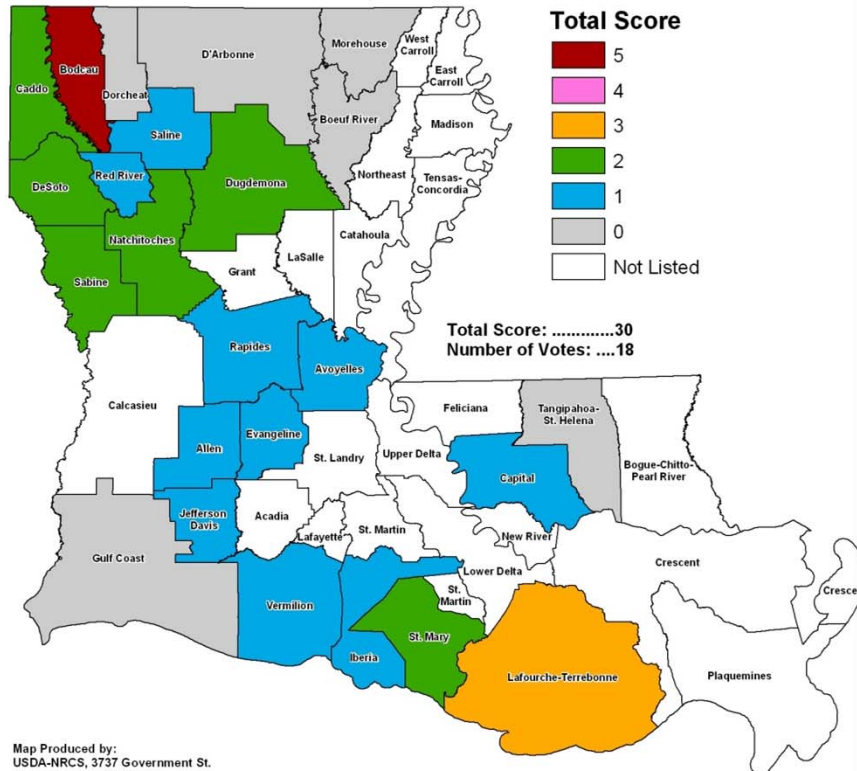 Total Score
5
4
3
2
1
0
Not Listed
Total Score: .............30
Number of Votes: ....18
Caddo
Bodcau
Dorcheat
D'Arbonne
Morehouse
West
Carroll
East
Carroll
Boeuf River
Madison
Saline
Red River
DeSoto
Dugdemona
Northeast
Tensas-
Concordia
Natchitoches
Sabine
Grant
LaSalle
Catahoula
Rapides
Avoyelles
Calcasieu
Allen
Evangeline
St. Landry
Upper Delta
Feliciana
Tangipahoa-
St. Helena
Bogue-Chitto-
Pearl River
Capital
Jefferson
Davis
Acadia
Lafayette
St. Martin
New River
Gulf Coast
Vermilion
Iberia
St. Mary
St.
Martin
Lower Delta
Crescent
Cresce
Lafourche-Terrebonne
Plaquemines
Map Produced by:
USDA-NRCS, 3737 Government St.